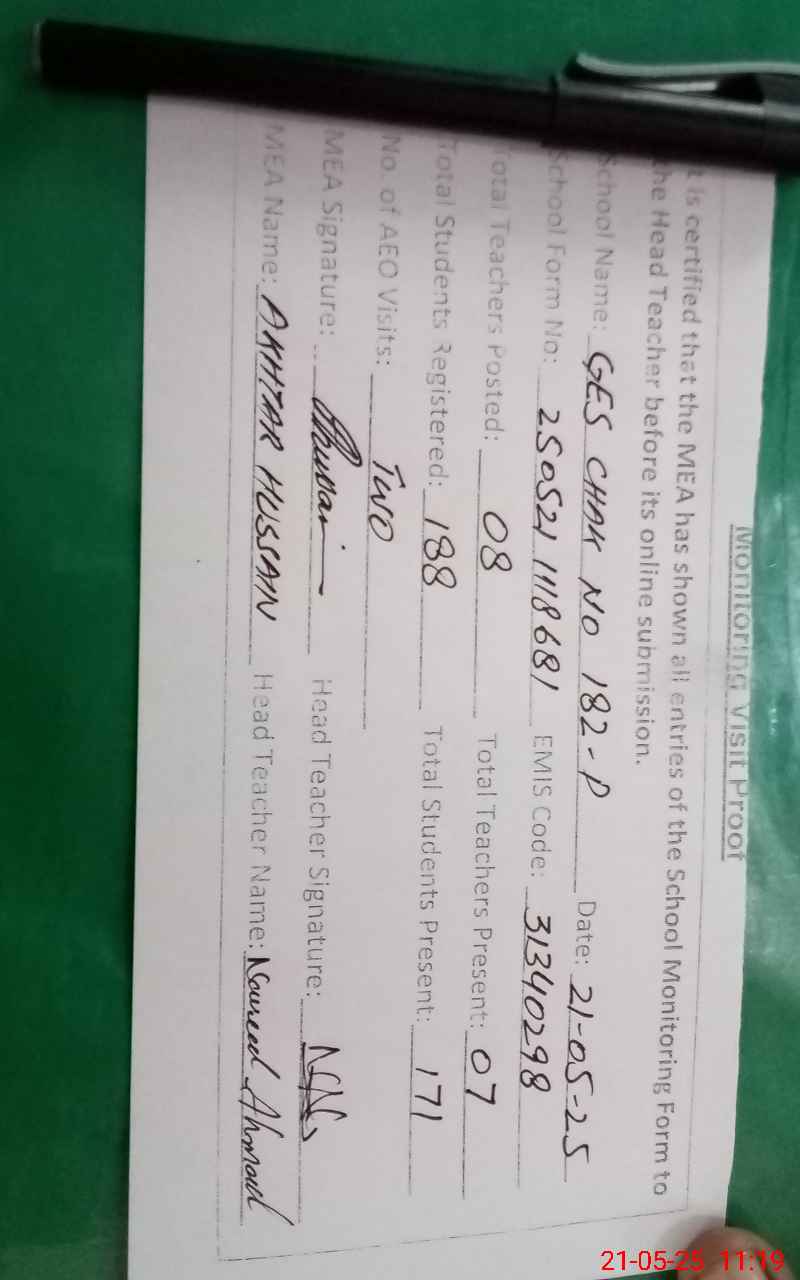 Monitoring Visit Proof
It is certified that the MEA has shown all entries of the School Monitoring Form to
the Head Teacher before its online submission.
School Name: GES CHAK NO 182-P Date: 21-05-25
School Form No: 250521 1118681 EMIS Code: 31340298
Total Teachers Posted: 08 Total Teachers Present: 07
Total Students Registered: 188 Total Students Present: 171
No. of AEO Visits: TWO
MEA Signature: Head Teacher Signature:
MEA Name: AKHTAR HUSSAIN Head Teacher Name: Naveed Ahmad
21-05-25 11:19